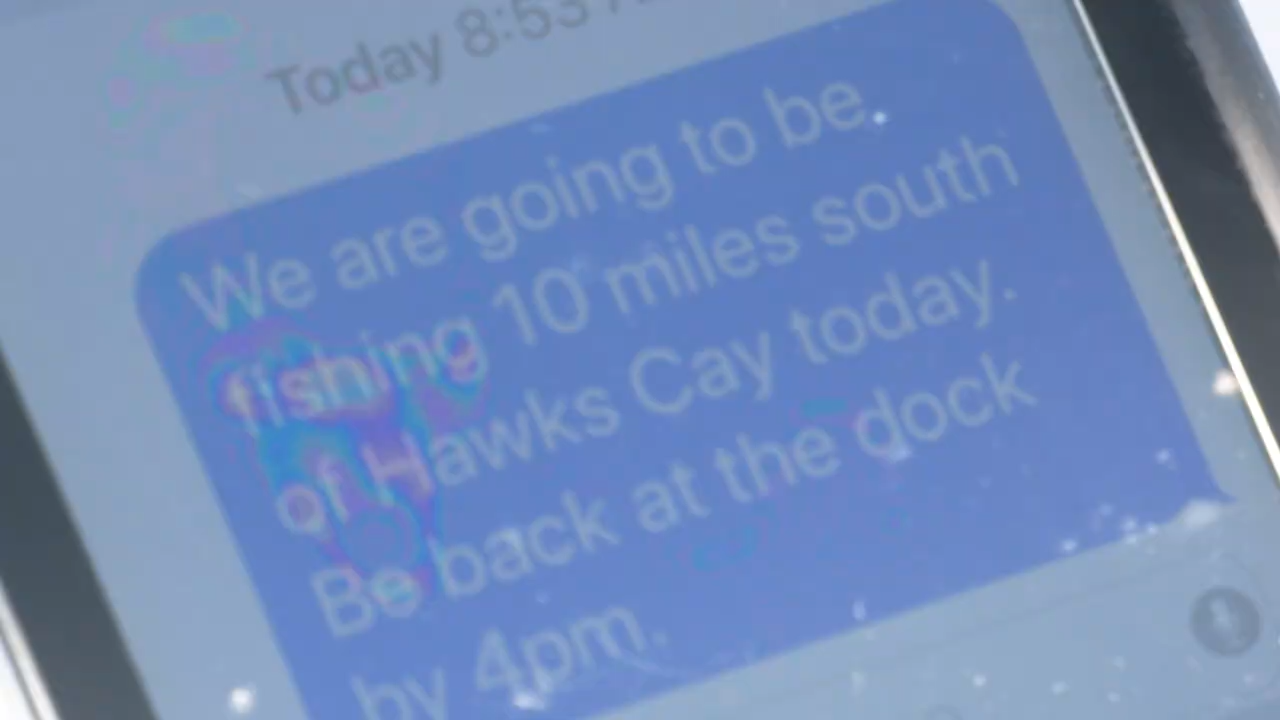 Today 8:53
We are going to be
fishing 10 miles south
of Hawks Cay today.
Be back at the dock
by 4pm.